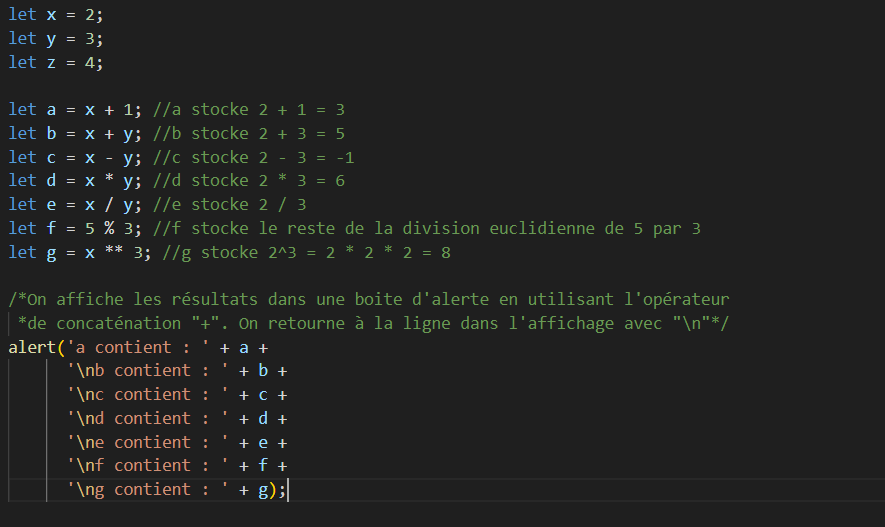 let x = 2;
let y = 3;
let z = 4;
let a = x + 1; //a stocke 2 + 1 = 3
let b = x + y; //b stocke 2 + 3 = 5
let c = x - y; //c stocke 2 - 3 = -1
let d = x * y; //d stocke 2 * 3 = 6
let e = x / y; //e stocke 2 / 3
let f = 5 % 3; //f stocke le reste de la division euclidienne de 5 par 3
let g = x ** 3; //g stocke 2^3 = 2 * 2 * 2 = 8
/*On affiche les résultats dans une boite d'alerte en utilisant l'opérateur
*de concaténation "+". On retourne à la ligne dans l'affichage avec "\n"*/
alert('a contient : ' + a +
'\nb contient : ' + b +
'\nc contient : ' + c +
'\nd contient : ' + d +
'\ne contient : ' + e +
'\nf contient : ' + f +
'\ng contient : ' + g);